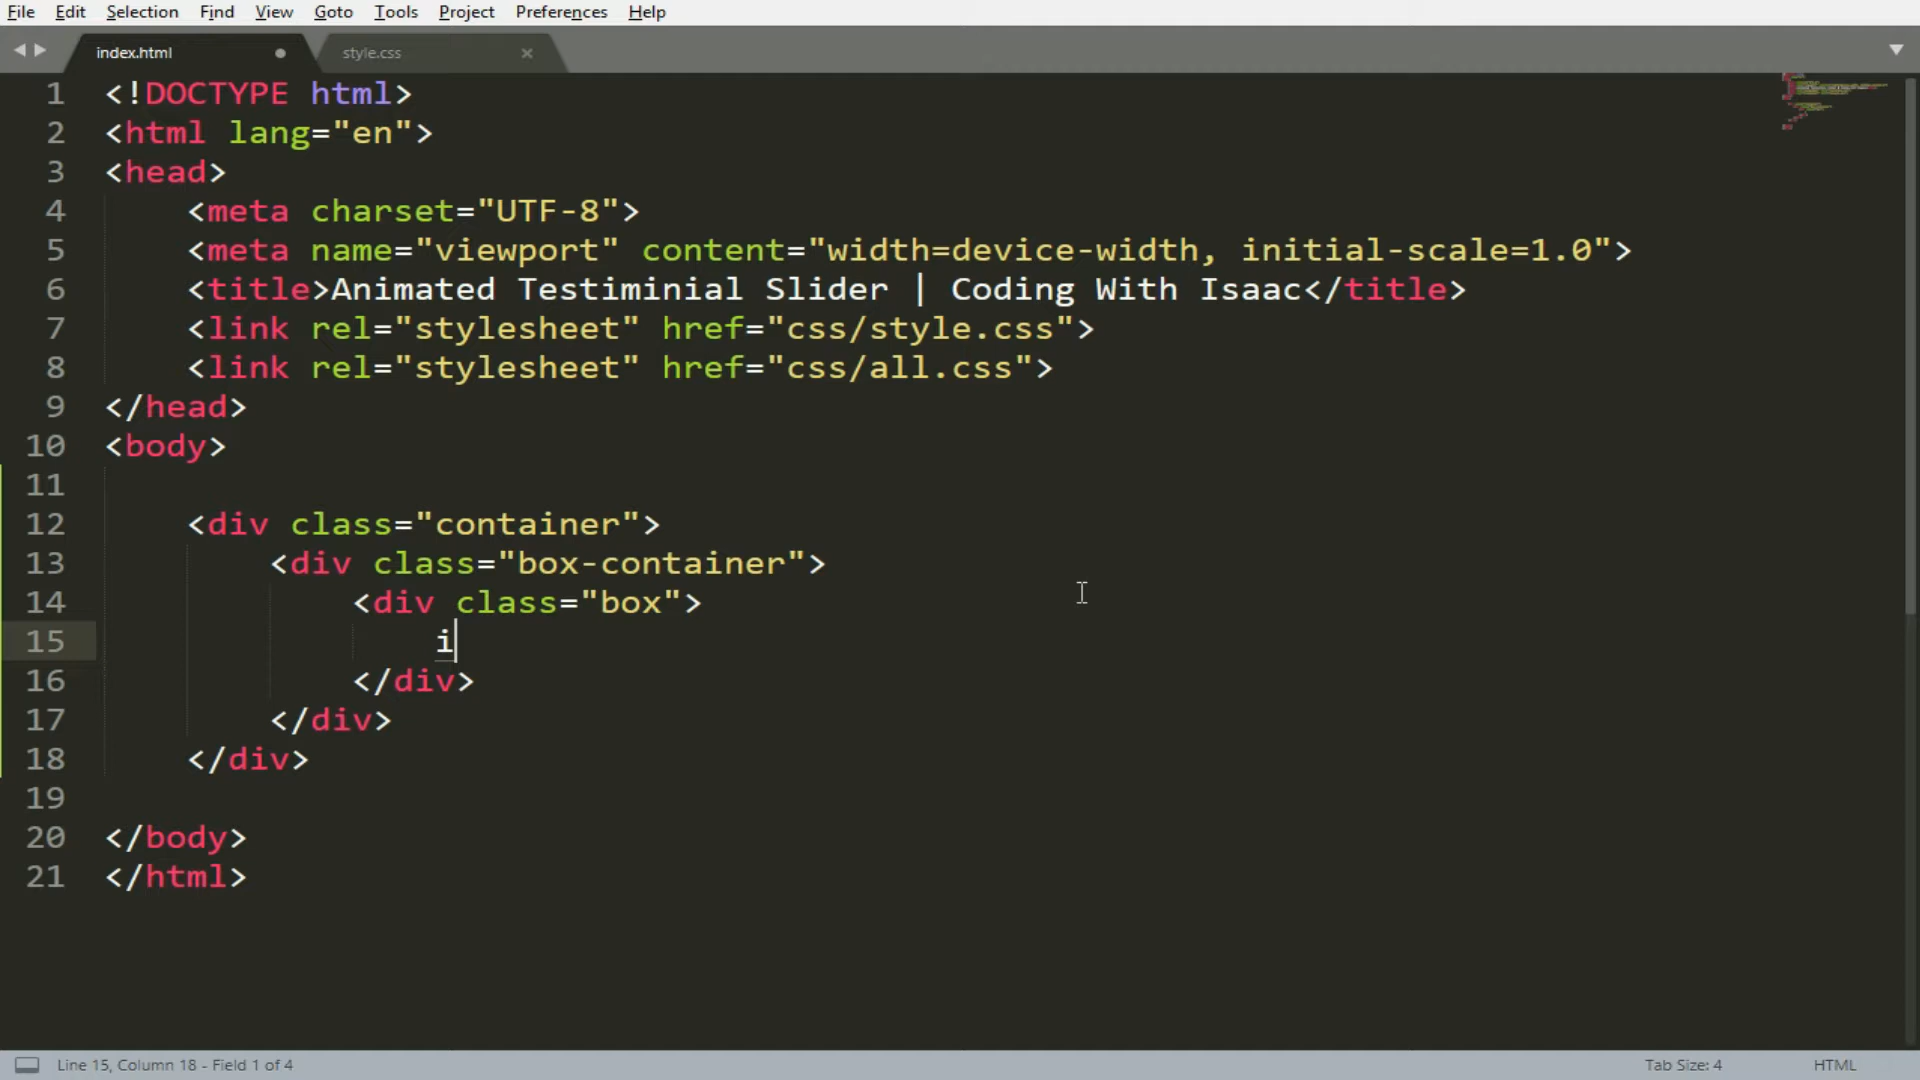 File Edit Selection Find View Goto Tools Project Preferences Help
index.html style.css
1 <!DOCTYPE html>
2 <html lang="en">
3 <head>
4 <meta charset="UTF-8">
5 <meta name="viewport" content="width=device-width, initial-scale=1.0">
6 <title>Animated Testiminial Slider | Coding With Isaac</title>
7 <link rel="stylesheet" href="css/style.css">
8 <link rel="stylesheet" href="css/all.css">
9 </head>
10 <body>
11
12 <div class="container">
13 <div class="box-container">
14 <div class="box">
15 i
16 </div>
17 </div>
18 </div>
19
20 </body>
21 </html>
Line 15, Column 18 - Field 1 of 4 Tab Size: 4 HTML